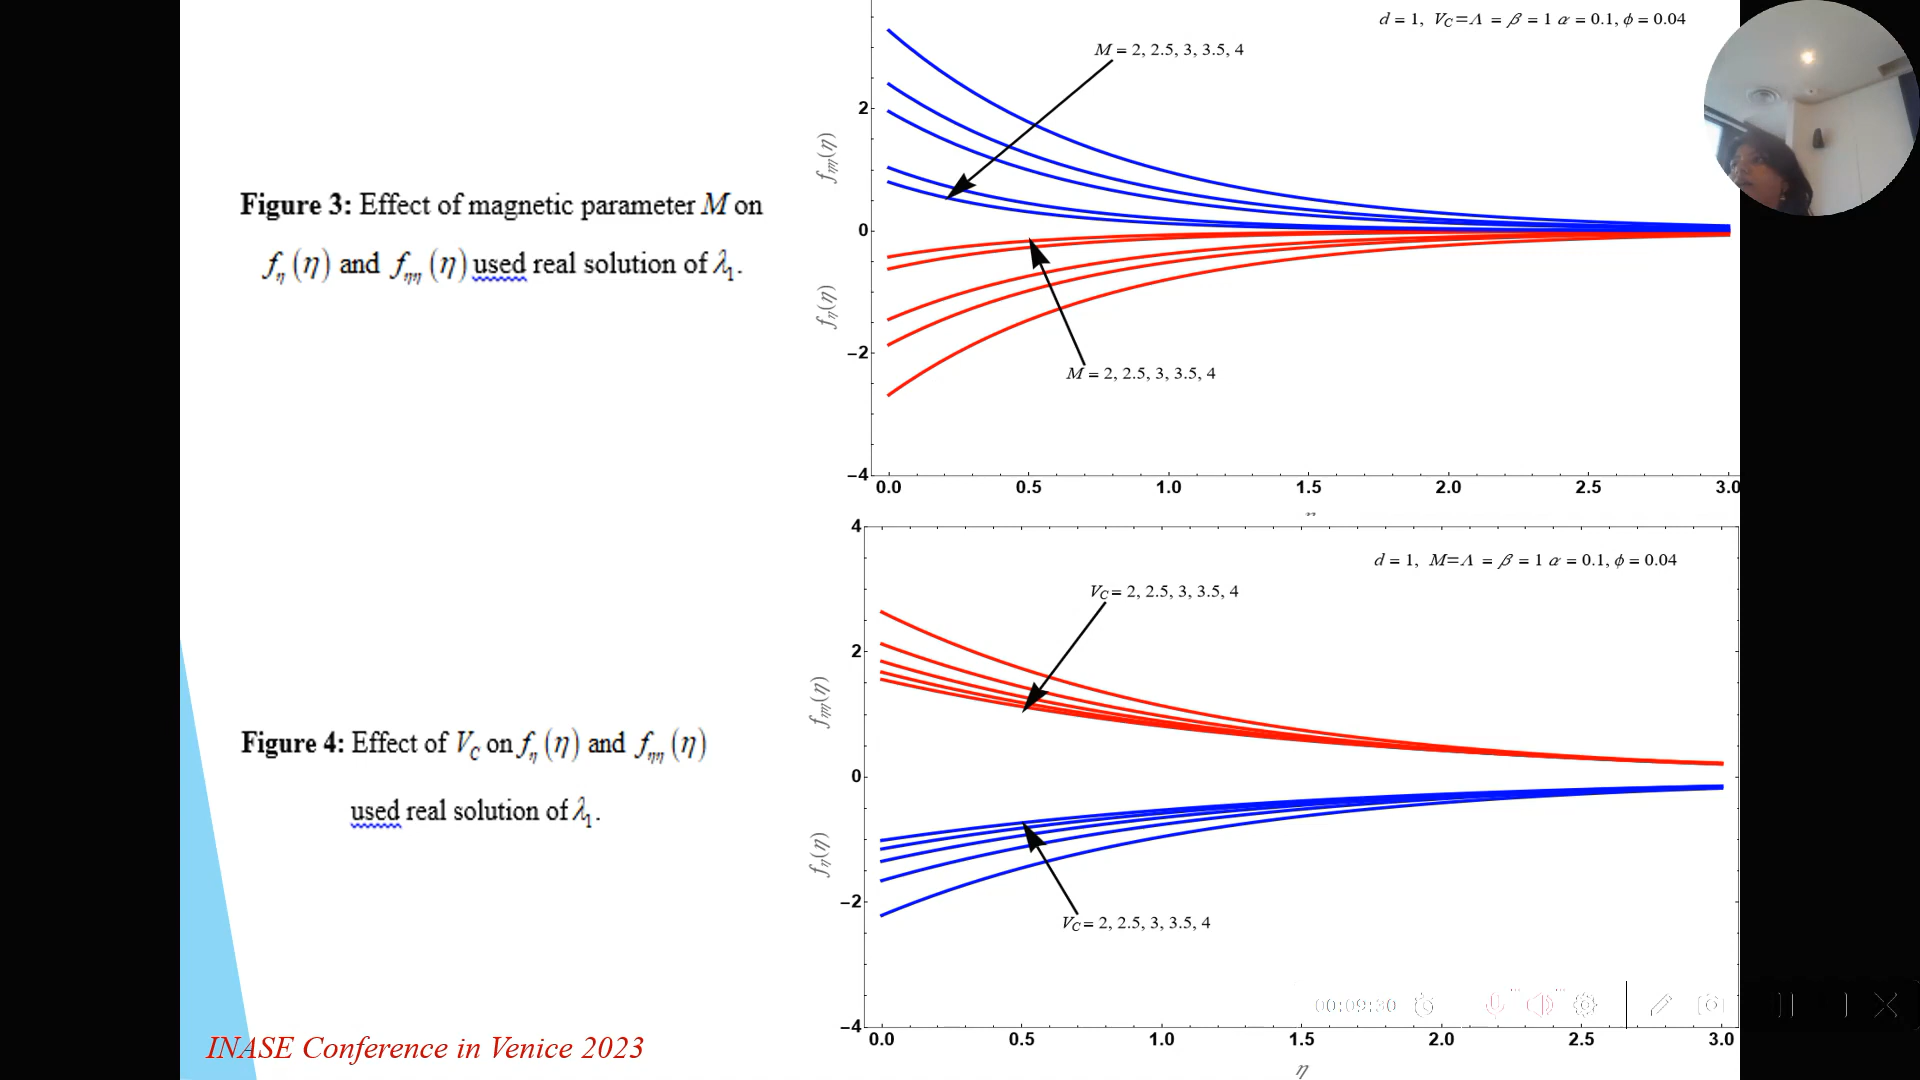 d = 1, V_C=Λ = β = 1 α = 0.1, ϕ = 0.04
M = 2, 2.5, 3, 3.5, 4
2
0
−2
−4
f_ηη(η)
f_η(η)
M = 2, 2.5, 3, 3.5, 4
0.0 0.5 1.0 1.5 2.0 2.5 3.0
Figure 3: Effect of magnetic parameter M on
f_η (η) and f_ηη (η) used real solution of λ₁.
d = 1, M=Λ = β = 1 α = 0.1, ϕ = 0.04
V_C= 2, 2.5, 3, 3.5, 4
4
2
0
−2
−4
f_ηη(η)
f_η(η)
V_C= 2, 2.5, 3, 3.5, 4
0.0 0.5 1.0 1.5 2.0 2.5 3.0
η
Figure 4: Effect of V_C on f_η (η) and f_ηη (η)
used real solution of λ₁.
00:09:30
INASE Conference in Venice 2023